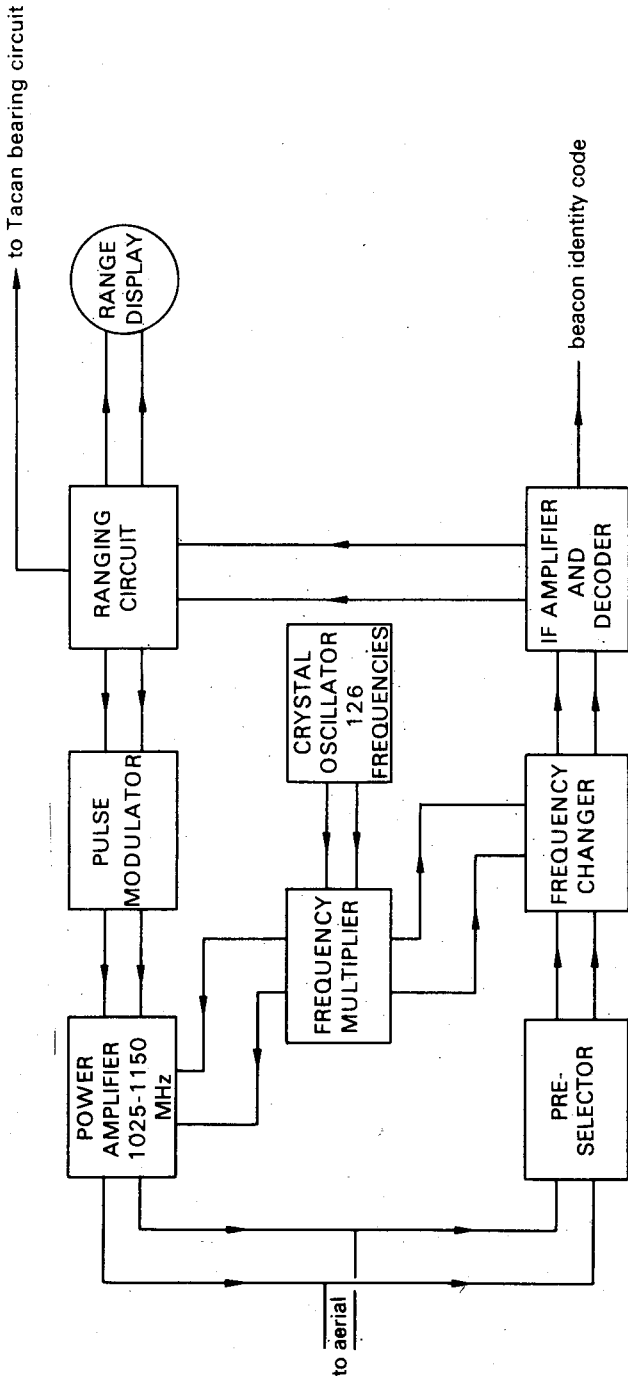 to Tacan bearing circuit
RANGE
DISPLAY
RANGING
CIRCUIT
PULSE
MODULATOR
POWER
AMPLIFIER
1025-1150
MHz
CRYSTAL
OSCILLATOR
126
FREQUENCIES
FREQUENCY
MULTIPLIER
beacon identity code
IF AMPLIFIER
AND
DECODER
FREQUENCY
CHANGER
PRE-
SELECTOR
to aerial